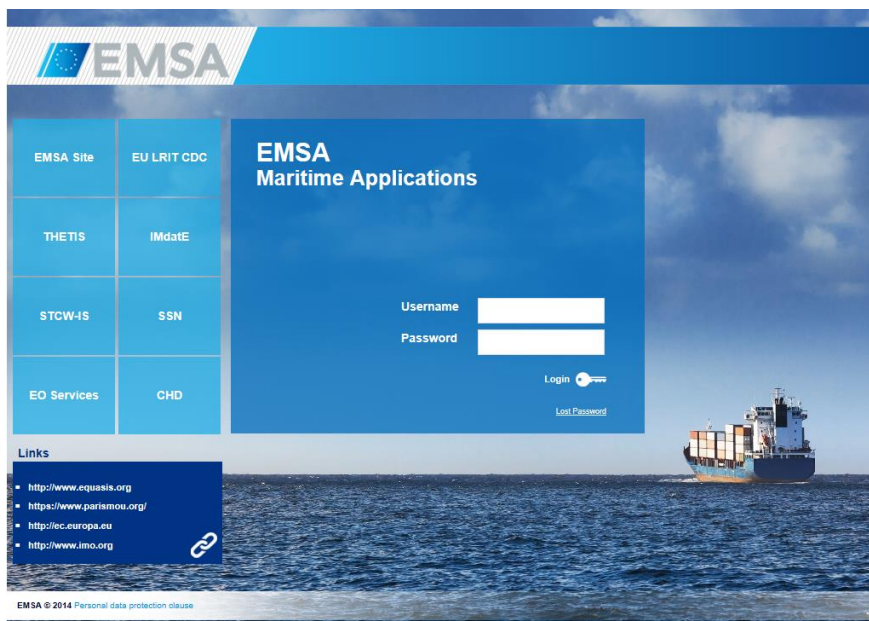 EMSA
EMSA Site
EU LRIT CDC
THETIS
IMdatE
STCW-IS
SSN
EO Services
CHD
EMSA
Maritime Applications
Username
Password
Login
Lost Password
Links
http://www.equasis.org
https://www.parismou.org/
http://ec.europa.eu
http://www.imo.org
EMSA © 2014 Personal data protection clause